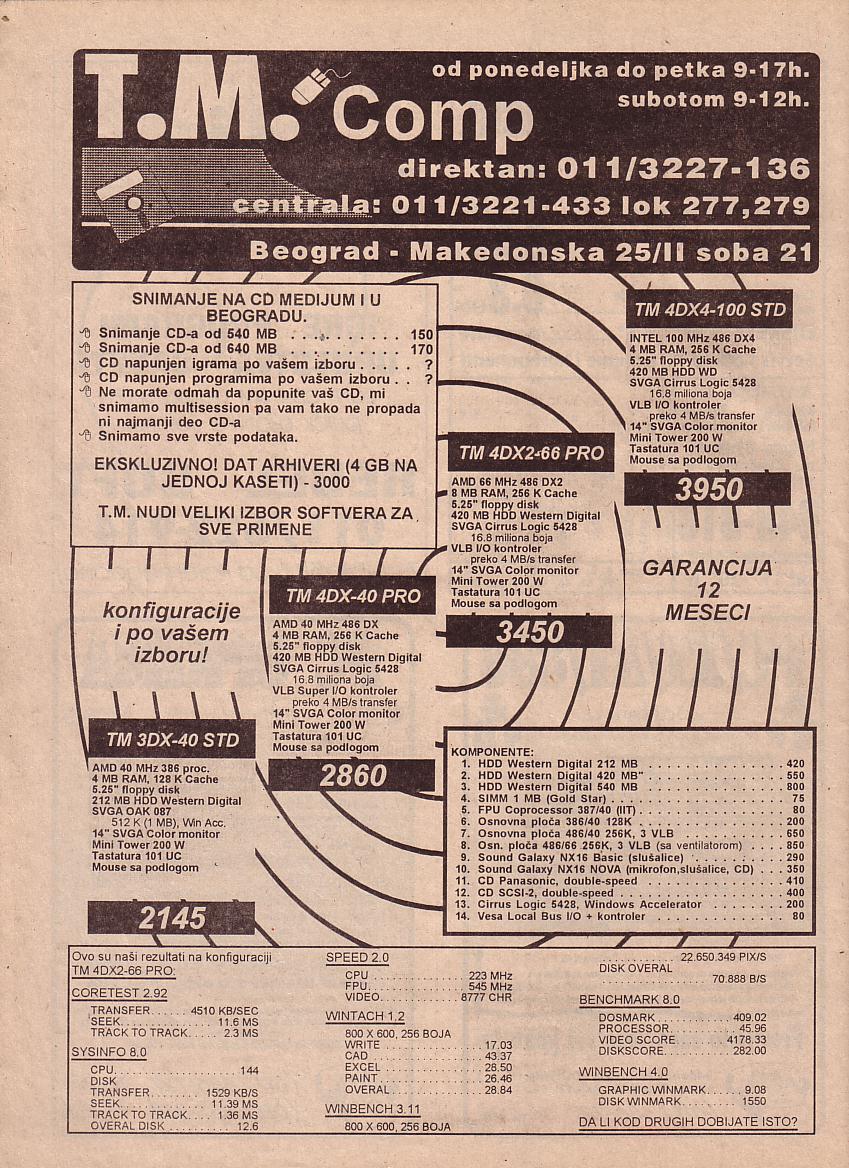 T.M. Comp
od ponedeljka do petka 9-17h.
subotom 9-12h.
direktan: 011/3227-136
centrala: 011/3221-433 lok 277,279
Beograd - Makedonska 25/II soba 21
SNIMANJE NA CD MEDIJUM I U
BEOGRADU.
Snimanje CD-a od 540 MB . . . . . . . . . . 150
Snimanje CD-a od 640 MB . . . . . . . . . . 170
CD napunjen igrama po vašem izboru . . . . . ?
CD napunjen programima po vašem izboru . . ?
Ne morate odmah da popunite vaš CD, mi
snimamo multisession pa vam tako ne propada
ni najmanji deo CD-a
Snimamo sve vrste podataka.
EKSKLUZIVNO! DAT ARHIVERI (4 GB NA
JEDNOJ KASETI) - 3000
T.M. NUDI VELIKI IZBOR SOFTVERA ZA
SVE PRIMENE
TM 4DX4-100 STD
INTEL 100 MHz 486 DX4
4 MB RAM, 256 K Cache
5.25" floppy disk
420 MB HDD WD
SVGA Cirrus Logic 5428
16.8 miliona boja
VLB I/O kontroler
preko 4 MB/s transfer
14" SVGA Color monitor
Mini Tower 200 W
Tastatura 101 UC
Mouse sa podlogom
3950
TM 4DX2-66 PRO
AMD 66 MHz 486 DX2
8 MB RAM, 256 K Cache
5.25" floppy disk
420 MB HDD Western Digital
SVGA Cirrus Logic 5428
16.8 miliona boja
VLB I/O kontroler
preko 4 MB/s transfer
14" SVGA Color monitor
Mini Tower 200 W
Tastatura 101 UC
Mouse sa podlogom
3450
GARANCIJA
12
MESECI
konfiguracije
i po vašem
izboru!
TM 4DX-40 PRO
AMD 40 MHz 486 DX
4 MB RAM, 256 K Cache
5.25" floppy disk
420 MB HDD Western Digital
SVGA Cirrus Logic 5428
16.8 miliona boja
VLB Super I/O kontroler
preko 4 MB/s transfer
14" SVGA Color monitor
Mini Tower 200 W
Tastatura 101 UC
Mouse sa podlogom
2860
TM 3DX-40 STD
AMD 40 MHz 386 proc.
4 MB RAM, 128 K Cache
5.25" floppy disk
212 MB HDD Western Digital
SVGA OAK 087
512 K (1 MB), Win Acc.
14" SVGA Color monitor
Mini Tower 200 W
Tastatura 101 UC
Mouse sa podlogom
2145
KOMPONENTE:
1. HDD Western Digital 212 MB . . . . . . . . . . . . . . . 420
2. HDD Western Digital 420 MB" . . . . . . . . . . . . . . . 550
3. HDD Western Digital 540 MB . . . . . . . . . . . . . . . 800
4. SIMM 1 MB (Gold Star) . . . . . . . . . . . . . . . . . . 75
5. FPU Coprocessor 387/40 (IIT) . . . . . . . . . . . . . . . 80
6. Osnovna ploča 386/40 128K . . . . . . . . . . . . . . . 200
7. Osnovna ploča 486/40 256K, 3 VLB . . . . . . . . . . . 650
8. Osn. ploča 486/66 256K, 3 VLB (sa ventilatorom) . . . . 850
9. Sound Galaxy NX16 Basic (slušalice) . . . . . . . . . . 290
10. Sound Galaxy NX16 NOVA (mikrofon,slušalice, CD) . . . 350
11. CD Panasonic, double-speed . . . . . . . . . . . . . . 410
12. CD SCSI-2, double-speed . . . . . . . . . . . . . . . . 400
13. Cirrus Logic 5428, Windows Accelerator . . . . . . . . 200
14. Vesa Local Bus I/O + kontroler . . . . . . . . . . . . . 80
Ovo su naši rezultati na konfiguraciji
TM 4DX2-66 PRO:
CORETEST 2.92
TRANSFER. . . . . . 4510 KB/SEC
SEEK. . . . . . . . . . . . . 11.6 MS
TRACK TO TRACK. . . . . 2.3 MS
SYSINFO 8.0
CPU. . . . . . . . . . . . . . . . 144
DISK
TRANSFER. . . . . . . . 1529 KB/S
SEEK. . . . . . . . . . . . 11.39 MS
TRACK TO TRACK. . . . 1.36 MS
OVERAL DISK . . . . . . . . . . 12.6
SPEED 2.0
CPU . . . . . . . . . . . . . 223 MHz
FPU. . . . . . . . . . . . . . 545 MHz
VIDEO. . . . . . . . . . . . 8777 CHR
WINTACH 1.2
800 X 600, 256 BOJA
WRITE . . . . . . . . . . . . . . . 17.03
CAD . . . . . . . . . . . . . . . . 43.37
EXCEL . . . . . . . . . . . . . . . 28.50
PAINT. . . . . . . . . . . . . . . . 26.46
OVERAL . . . . . . . . . . . . . . 28.84
WINBENCH 3.11
800 X 600, 256 BOJA
. . . . . . . . . . . . 22.650.349 PIX/S
DISK OVERAL
. . . . . . . . . . . . . . . . 70.888 B/S
BENCHMARK 8.0
DOSMARK . . . . . . . . . . . . 409.02
PROCESSOR. . . . . . . . . . . 45.96
VIDEO SCORE . . . . . . . . 4178.33
DISKSCORE. . . . . . . . . . . 282.00
WINBENCH 4.0
GRAPHIC WINMARK. . . . . . 9.08
DISK WINMARK. . . . . . . . . 1550
DA LI KOD DRUGIH DOBIJATE ISTO?